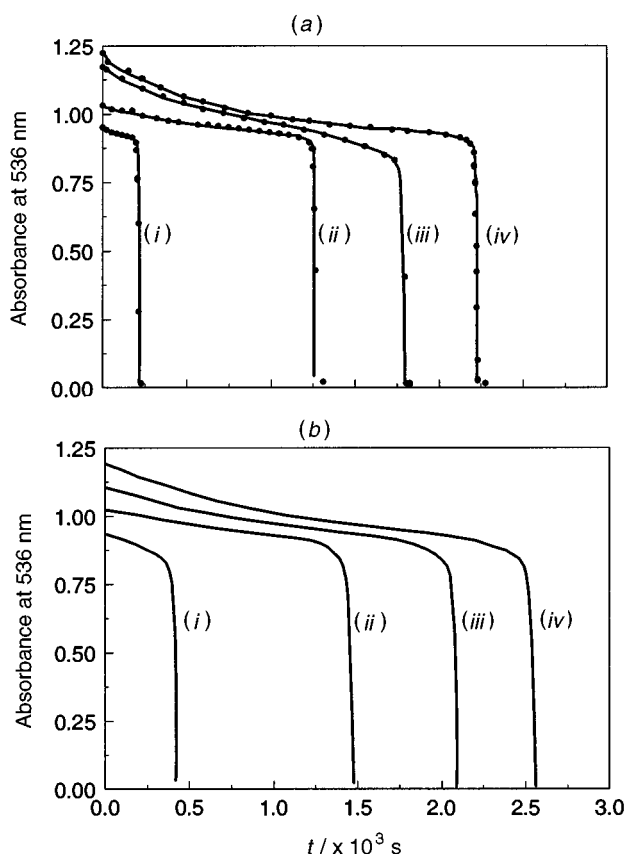 (a)
1.25
1.00
0.75
0.50
0.25
0.00
Absorbance at 536 nm
(i)
(ii)
(iii)
(iv)
(b)
1.25
1.00
0.75
0.50
0.25
0.00
Absorbance at 536 nm
(i)
(ii)
(iii)
(iv)
0.0 0.5 1.0 1.5 2.0 2.5 3.0
t / x 10³ s